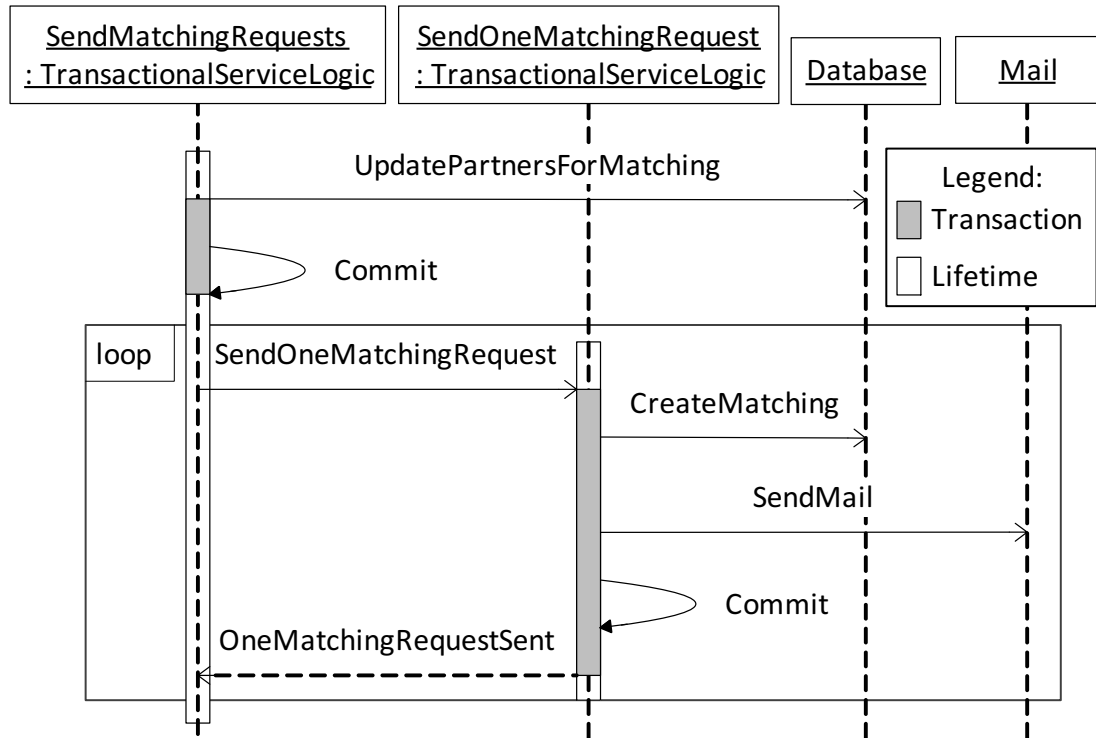 SendMatchingRequests
: TransactionalServiceLogic
SendOneMatchingRequest
: TransactionalServiceLogic
Database
Mail
UpdatePartnersForMatching
Legend:
Transaction
Lifetime
Commit
loop
SendOneMatchingRequest
CreateMatching
SendMail
Commit
OneMatchingRequestSent